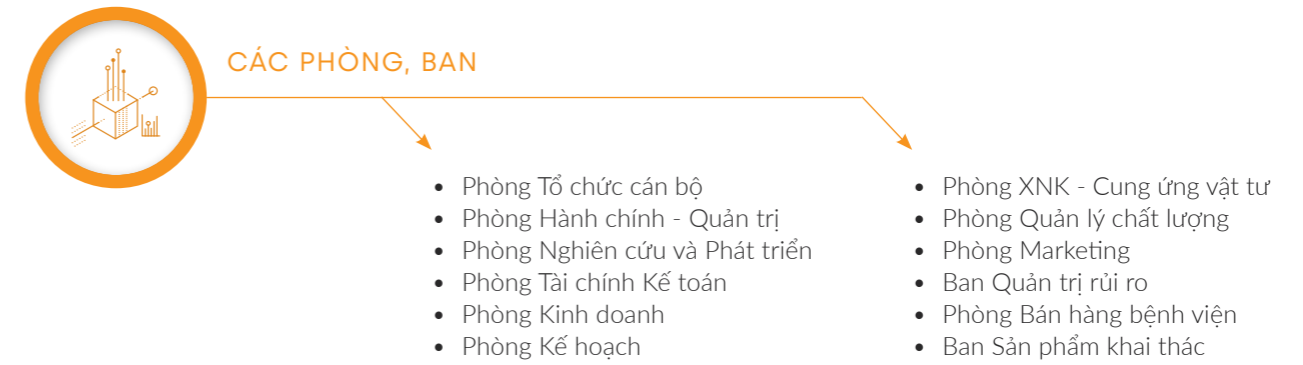 CÁC PHÒNG, BAN
• Phòng Tổ chức cán bộ
• Phòng Hành chính - Quản trị
• Phòng Nghiên cứu và Phát triển
• Phòng Tài chính Kế toán
• Phòng Kinh doanh
• Phòng Kế hoạch
• Phòng XNK - Cung ứng vật tư
• Phòng Quản lý chất lượng
• Phòng Marketing
• Ban Quản trị rủi ro
• Phòng Bán hàng bệnh viện
• Ban Sản phẩm khai thác